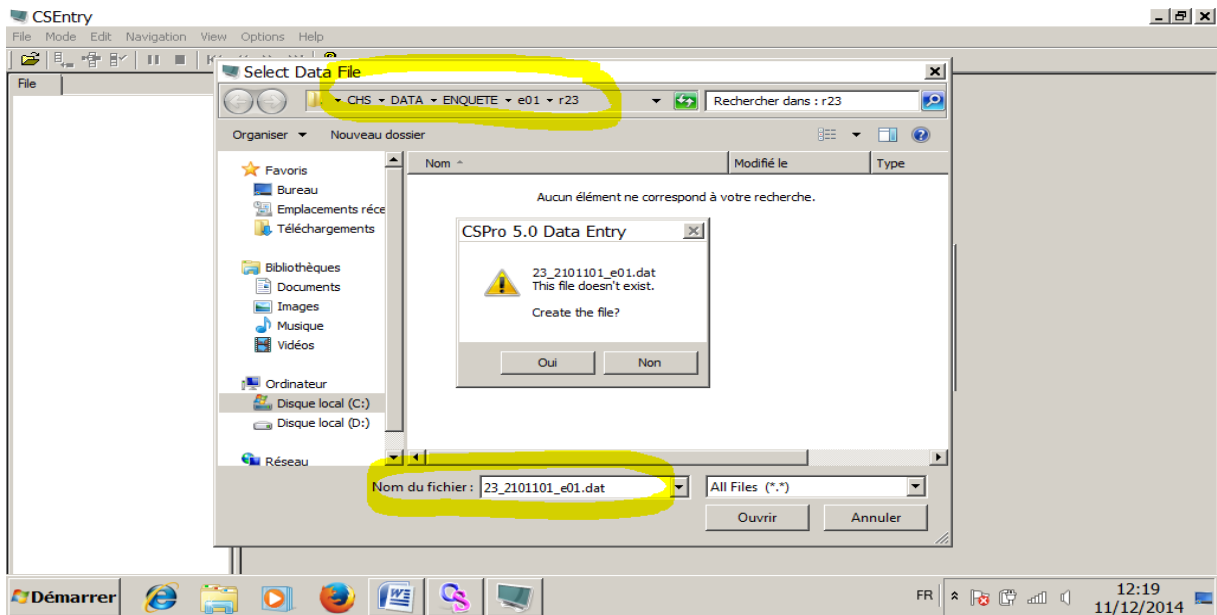 CSEntry
File Mode Edit Navigation View Options Help
File
Select Data File
CHS DATA ENQUETE e01 r23
Rechercher dans : r23
Organiser Nouveau dossier
Nom Modifié le Type
Favoris
Bureau
Emplacements réce
Téléchargements
Bibliothèques
Documents
Images
Musique
Vidéos
Ordinateur
Disque local (C:)
Disque local (D:)
Réseau
Aucun élément ne correspond à votre recherche.
CSPro 5.0 Data Entry
23_2101101_e01.dat
This file doesn't exist.
Create the file?
Oui Non
Nom du fichier : 23_2101101_e01.dat All Files (*.*)
Ouvrir Annuler
Démarrer
FR
12:19
11/12/2014